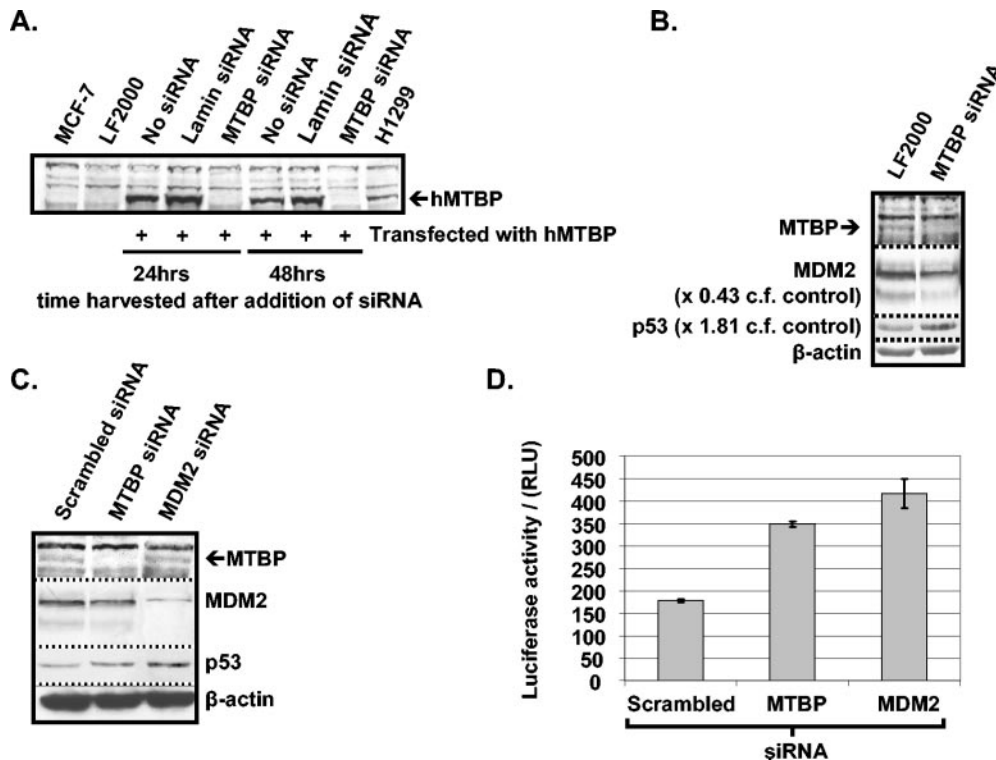 A.
MCF-7
LF2000
No siRNA
Lamin siRNA
MTBP siRNA
No siRNA
Lamin siRNA
MTBP siRNA
H1299
←hMTBP
+ + + + + + Transfected with hMTBP
24hrs 48hrs
time harvested after addition of siRNA
B.
LF2000
MTBP siRNA
MTBP→
MDM2
(x 0.43 c.f. control)
p53 (x 1.81 c.f. control)
β-actin
C.
Scrambled siRNA
MTBP siRNA
MDM2 siRNA
←MTBP
MDM2
p53
β-actin
D.
Luciferase activity / (RLU)
500
450
400
350
300
250
200
150
100
50
0
Scrambled MTBP MDM2
siRNA